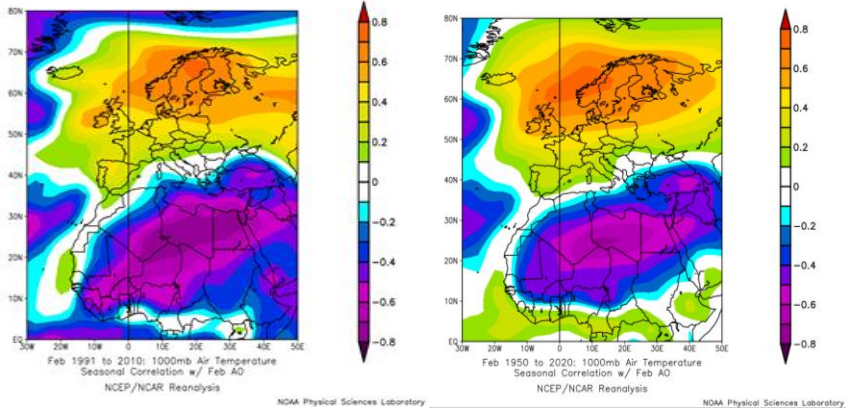 80N
70N
60N
50N
40N
30N
20N
10N
EQ
30W 20W 10W 0 10E 20E 30E 40E 50E
0.8
0.6
0.4
0.2
0
-0.2
-0.4
-0.6
-0.8
Feb 1991 to 2010: 1000mb Air Temperature
Seasonal Correlation w/ Feb AO
NCEP/NCAR Reanalysis
NOAA Physical Sciences Laboratory
80N
70N
60N
50N
40N
30N
20N
10N
EQ
30W 20W 10W 0 10E 20E 30E 40E 50E
0.8
0.6
0.4
0.2
0
-0.2
-0.4
-0.6
-0.8
Feb 1950 to 2020: 1000mb Air Temperature
Seasonal Correlation w/ Feb AO
NCEP/NCAR Reanalysis
NOAA Physical Sciences Laboratory